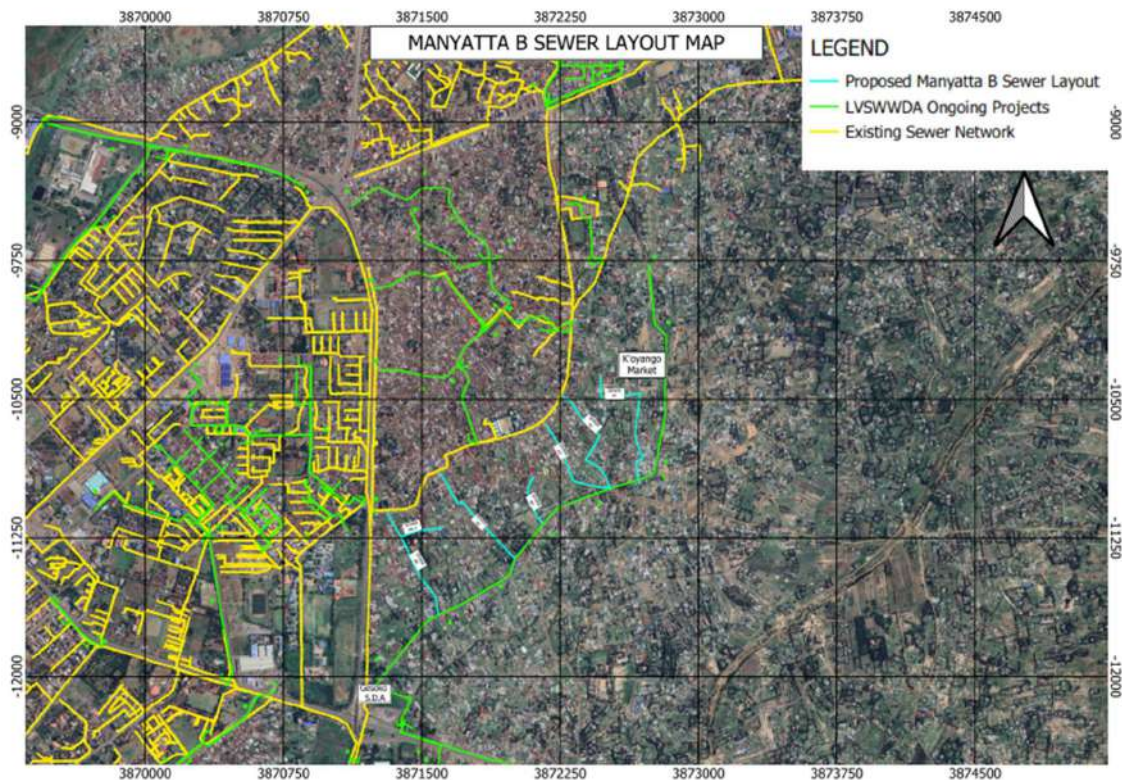 3870000 3870750 3871500 3872250 3873000 3873750 3874500
MANYATTA B SEWER LAYOUT MAP
LEGEND
Proposed Manyatta B Sewer Layout
LVSWWDA Ongoing Projects
Existing Sewer Network
-9000 -9000
-9750 -9750
K'oyango
Market
-10500 -10500
-11250 -11250
-12000 -12000
S.D.A
3870000 3870750 3871500 3872250 3873000 3873750 3874500